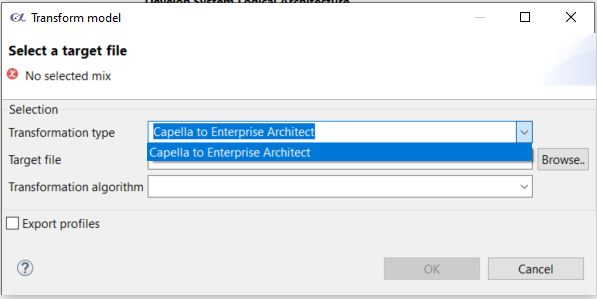 Develop System Logical Architecture
Transform model
Select a target file
No selected mix
Selection
Transformation type
Capella to Enterprise Architect
Capella to Enterprise Architect
Target file
Browse..
Transformation algorithm
Export profiles
?
OK
Cancel